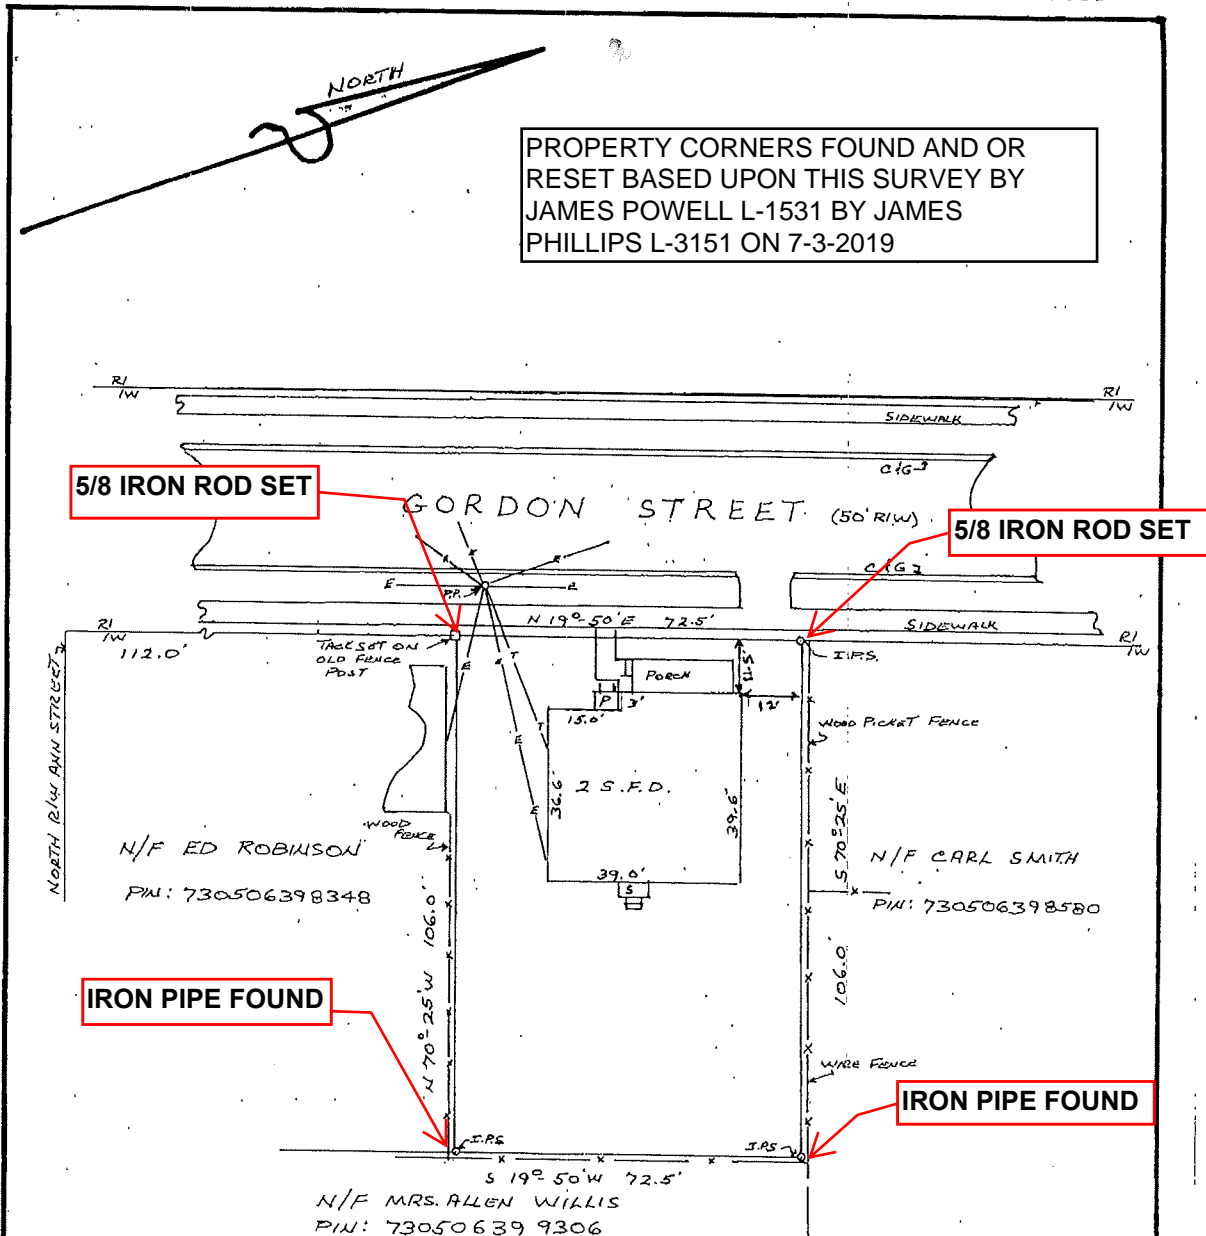 NORTH
PROPERTY CORNERS FOUND AND OR
RESET BASED UPON THIS SURVEY BY
JAMES POWELL L-1531 BY JAMES
PHILLIPS L-3151 ON 7-3-2019
R/
/W
R/
/W
SIDEWALK
C&G
5/8 IRON ROD SET
GORDON STREET (50' R/W)
5/8 IRON ROD SET
C&G
E
E
E
P.P.
R/
/W
N 19°-50' E 72.5'
SIDEWALK
R/
/W
112.0'
TACK SET ON
OLD FENCE
POST
I.P.S.
E
E
T
PORCH
11.5'
12'
P
3'
15.0'
WOOD PICKET FENCE
NORTH R/W ANN STREET
E
T
2 S.F.D.
36.6'
39.6'
E
S 70°-25' E
WOOD
FENCE
N/F ED ROBINSON
N/F CARL SMITH
39.0'
S
PIN: 730506398348
PIN: 730506398580
N 70°-25' W 106.0'
106.0'
IRON PIPE FOUND
WIRE FENCE
IRON PIPE FOUND
I.P.S
I.P.S
S 19°-50' W 72.5'
N/F MRS. ALLEN WILLIS
PIN: 730506399306